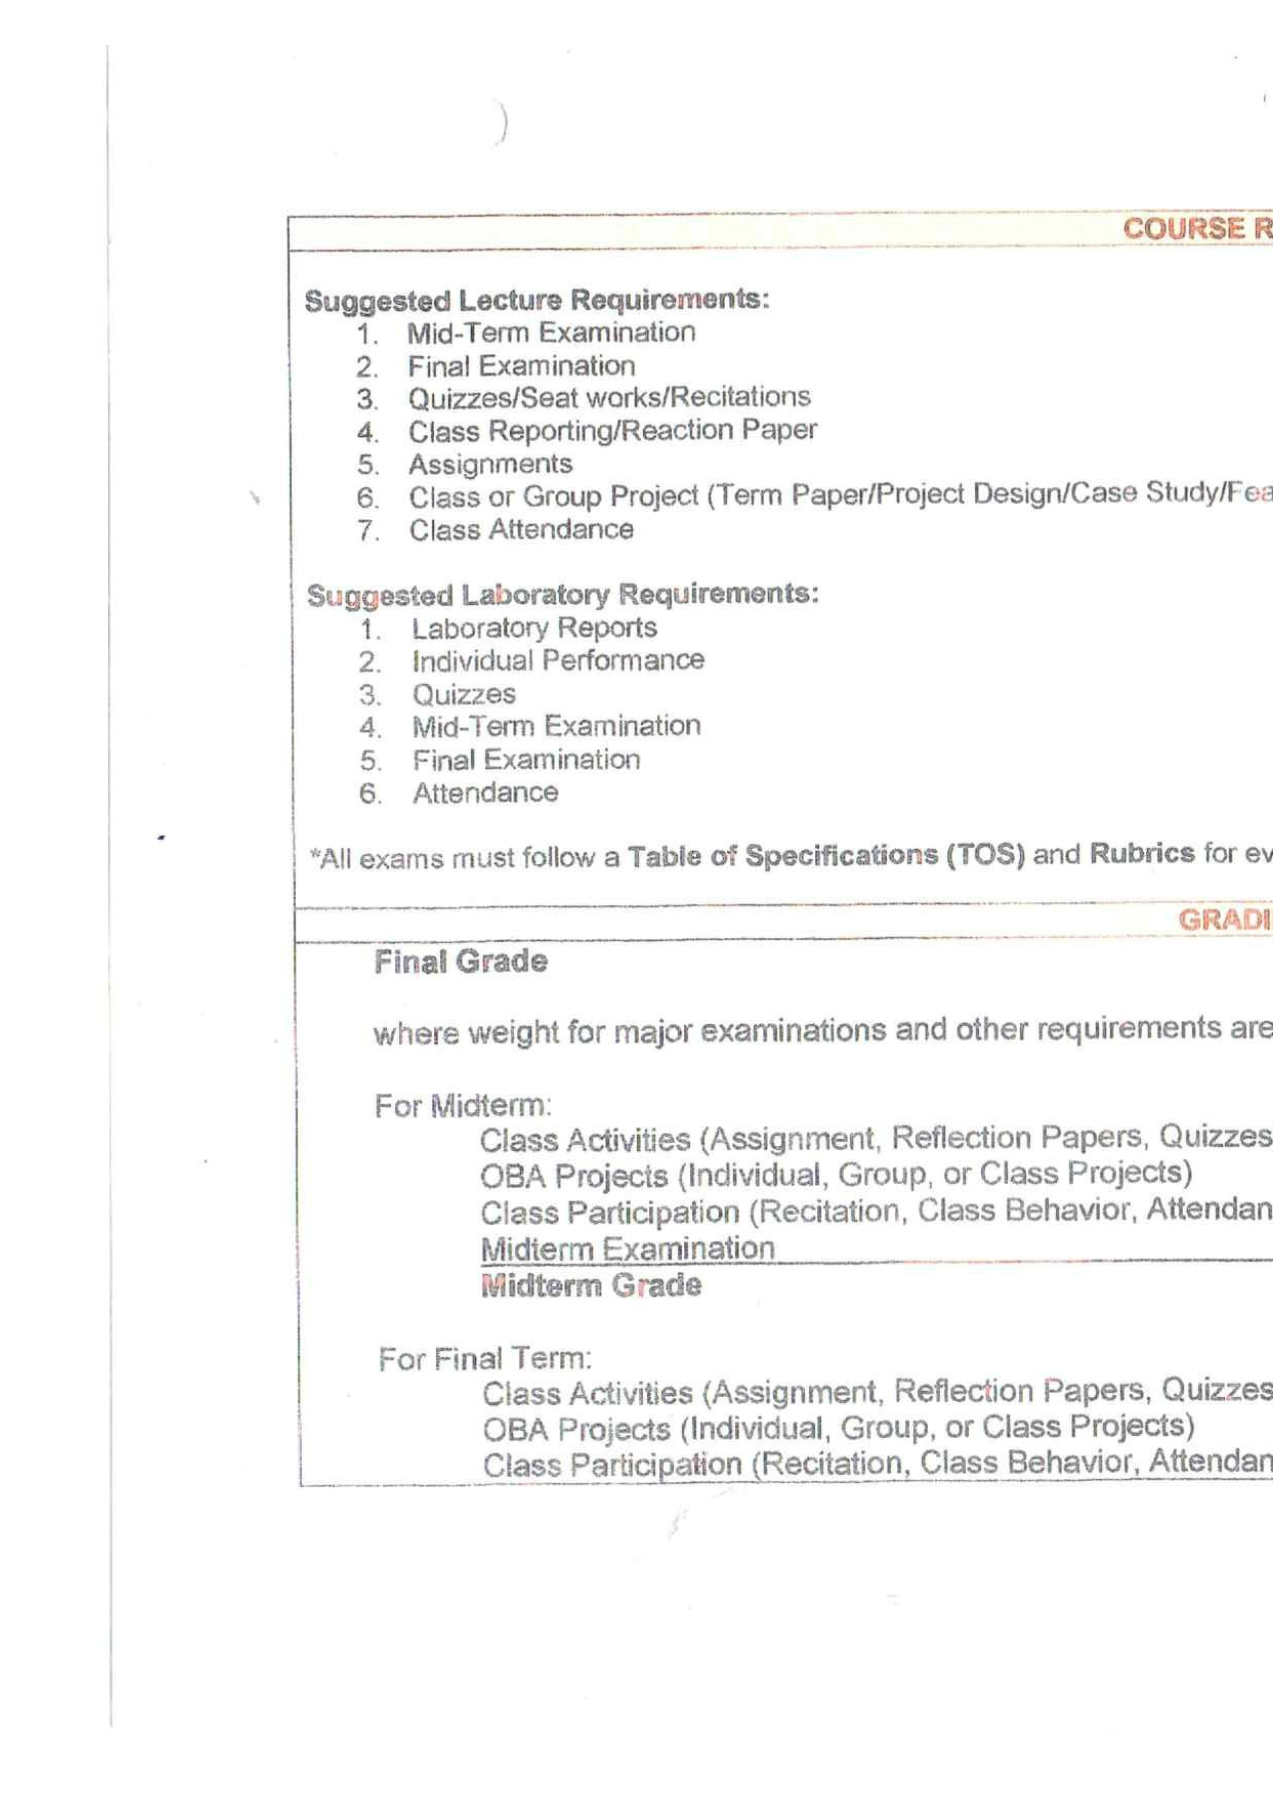 COURSE R
Suggested Lecture Requirements:
1. Mid-Term Examination
2. Final Examination
3. Quizzes/Seat works/Recitations
4. Class Reporting/Reaction Paper
5. Assignments
6. Class or Group Project (Term Paper/Project Design/Case Study/Fea
7. Class Attendance
Suggested Laboratory Requirements:
1. Laboratory Reports
2. Individual Performance
3. Quizzes
4. Mid-Term Examination
5. Final Examination
6. Attendance
*All exams must follow a Table of Specifications (TOS) and Rubrics for ev
GRADI
Final Grade
where weight for major examinations and other requirements are
For Midterm:
Class Activities (Assignment, Reflection Papers, Quizzes
OBA Projects (Individual, Group, or Class Projects)
Class Participation (Recitation, Class Behavior, Attendan
Midterm Examination
Midterm Grade
For Final Term:
Class Activities (Assignment, Reflection Papers, Quizzes
OBA Projects (Individual, Group, or Class Projects)
Class Participation (Recitation, Class Behavior, Attendan